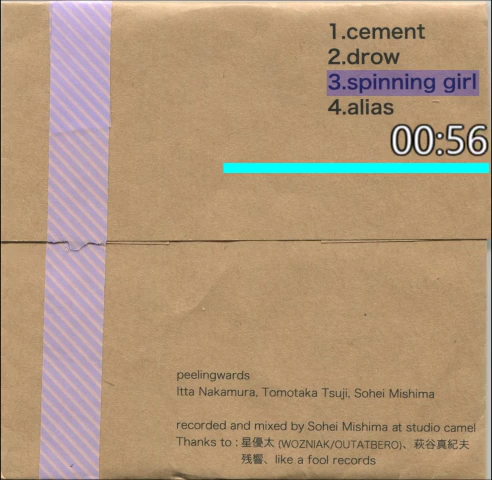 1.cement
2.drow
3.spinning girl
4.alias
00:56
peelingwards
Itta Nakamura, Tomotaka Tsuji, Sohei Mishima
recorded and mixed by Sohei Mishima at studio camel
Thanks to : 星優太 (WOZNIAK/OUTATBERO)、萩谷真紀夫
残響、like a fool records